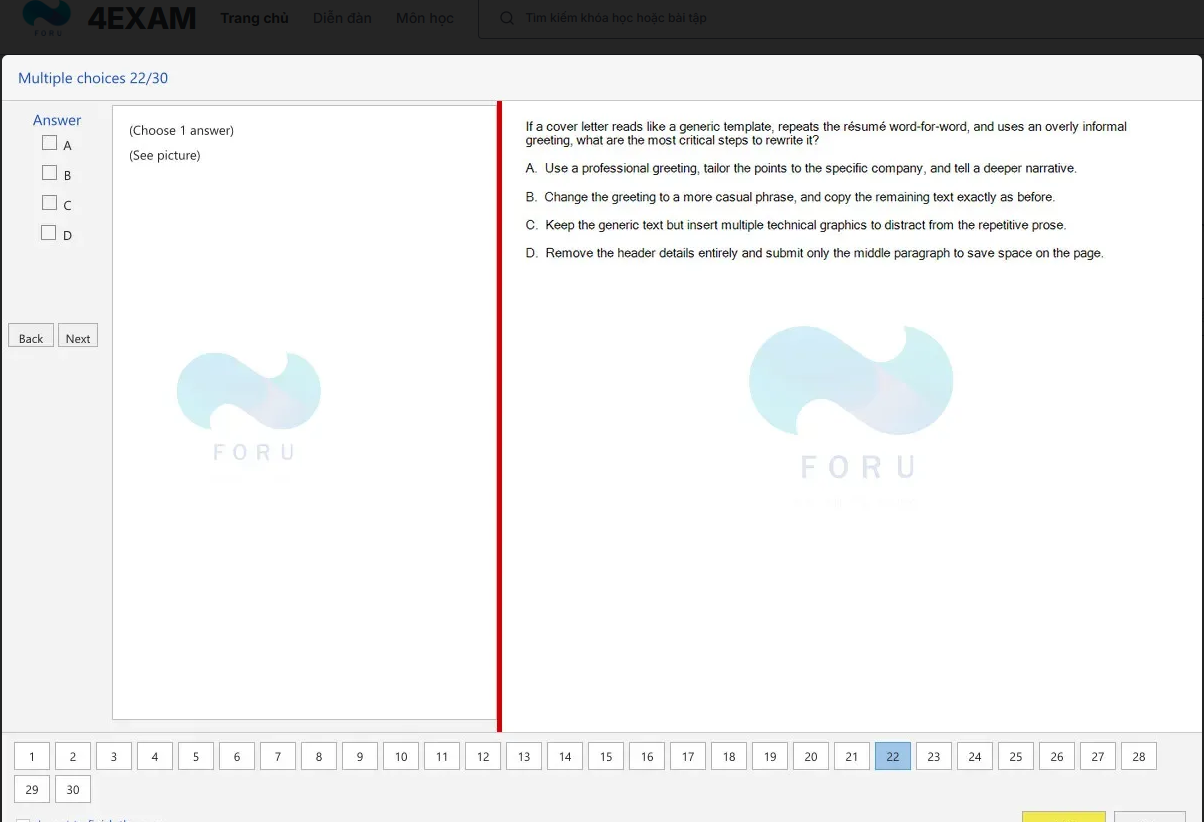 FORU
4EXAM
Trang chủ
Diễn đàn
Môn học
Tìm kiếm khóa học hoặc bài tập
Multiple choices 22/30
Answer
A
B
C
D
Back
Next
(Choose 1 answer)
(See picture)
FORU
If a cover letter reads like a generic template, repeats the résumé word-for-word, and uses an overly informal
greeting, what are the most critical steps to rewrite it?
A. Use a professional greeting, tailor the points to the specific company, and tell a deeper narrative.
B. Change the greeting to a more casual phrase, and copy the remaining text exactly as before.
C. Keep the generic text but insert multiple technical graphics to distract from the repetitive prose.
D. Remove the header details entirely and submit only the middle paragraph to save space on the page.
FORU
1 2 3 4 5 6 7 8 9 10 11 12 13 14 15 16 17 18 19 20 21 22 23 24 25 26 27 28
29 30